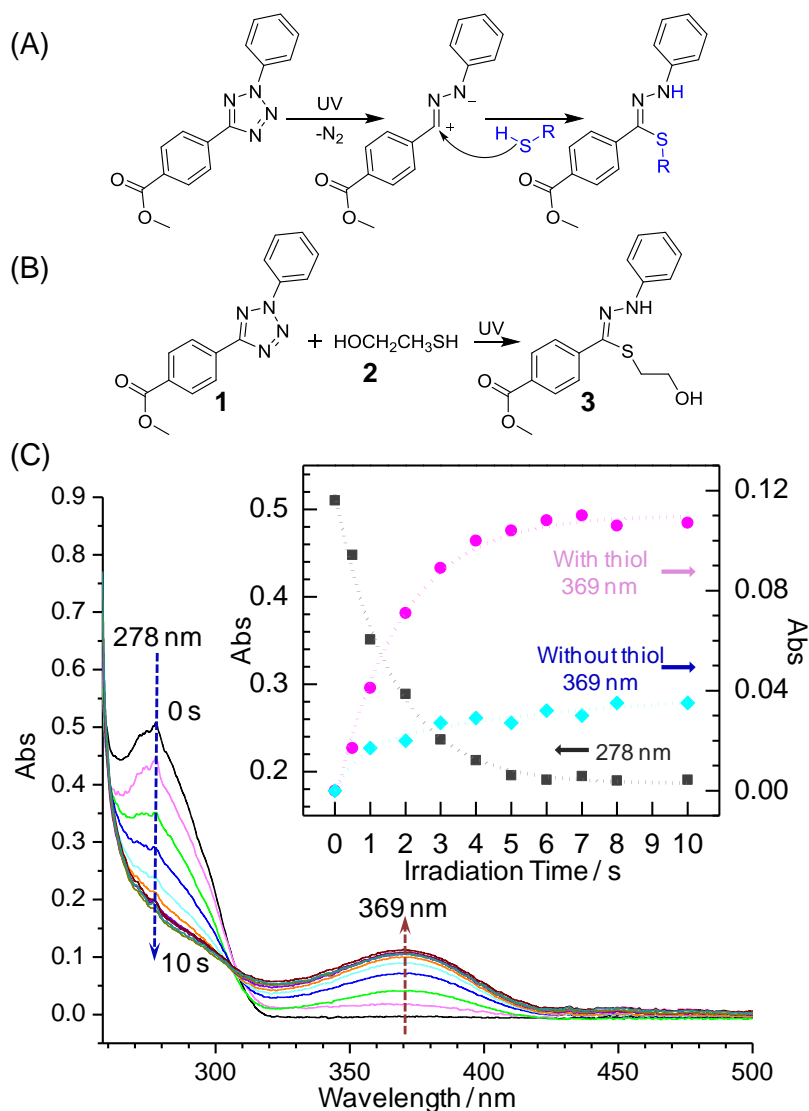 (A)
N
N
N
N
O
O
UV
-N2
N
N
−
+
H
S
R
N
NH
S
R
O
O
O
O
(B)
N
N
N
N
O
O
1
+
HOCH2CH3SH
2
UV
N
NH
S
OH
O
O
3
(C)
0.9
0.8
0.7
0.6
0.5
0.4
0.3
0.2
0.1
0.0
Abs
278 nm
0 s
10 s
369 nm
300
350
400
450
500
Wavelength / nm
0.5
0.4
0.3
0.2
Abs
0.12
0.08
0.04
0.00
Abs
With thiol
369 nm
Without thiol
369 nm
278 nm
0 1 2 3 4 5 6 7 8 9 10
Irradiation Time / s